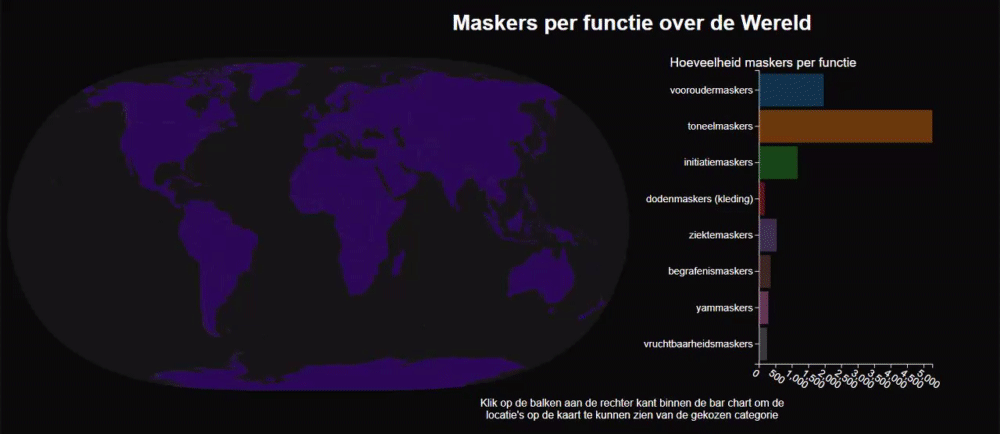 Maskers per functie over de Wereld
Hoeveelheid maskers per functie
vooroudermaskers
toneelmaskers
initiatiemaskers
dodenmaskers (kleding)
ziektemaskers
begrafenismaskers
yammaskers
vruchtbaarheidsmaskers
0 500 1.000 1.500 2.000 2.500 3.000 3.500 4.000 4.500 5.000
Klik op de balken aan de rechter kant binnen de bar chart om de
locatie's op de kaart te kunnen zien van de gekozen categorie